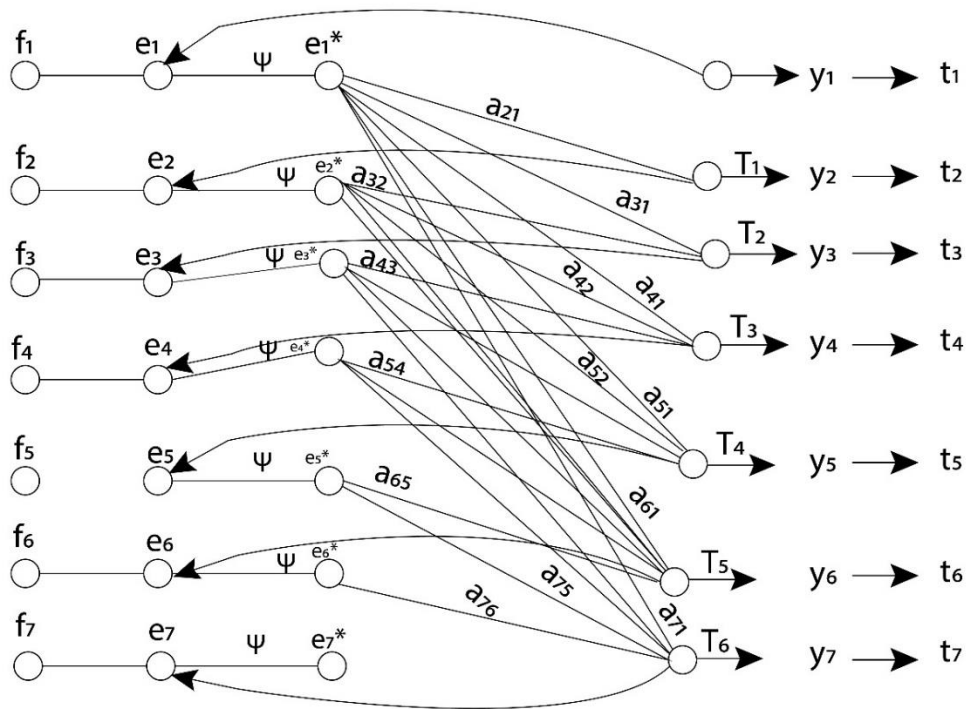 f₁ e₁ ψ e₁* y₁ t₁
a₂₁
f₂ e₂ ψ e₂* a₃₂ T₁ y₂ t₂
a₃₁
f₃ e₃ ψ e₃* a₄₃ T₂ y₃ t₃
a₄₂ a₄₁
f₄ e₄ ψ e₄* a₅₄ T₃ y₄ t₄
a₅₂ a₅₁
f₅ e₅ ψ e₅* a₆₅ T₄ y₅ t₅
a₆₁
f₆ e₆ ψ e₆* T₅ y₆ t₆
a₇₆ a₇₅ a₇₁
f₇ e₇ ψ e₇* T₆ y₇ t₇